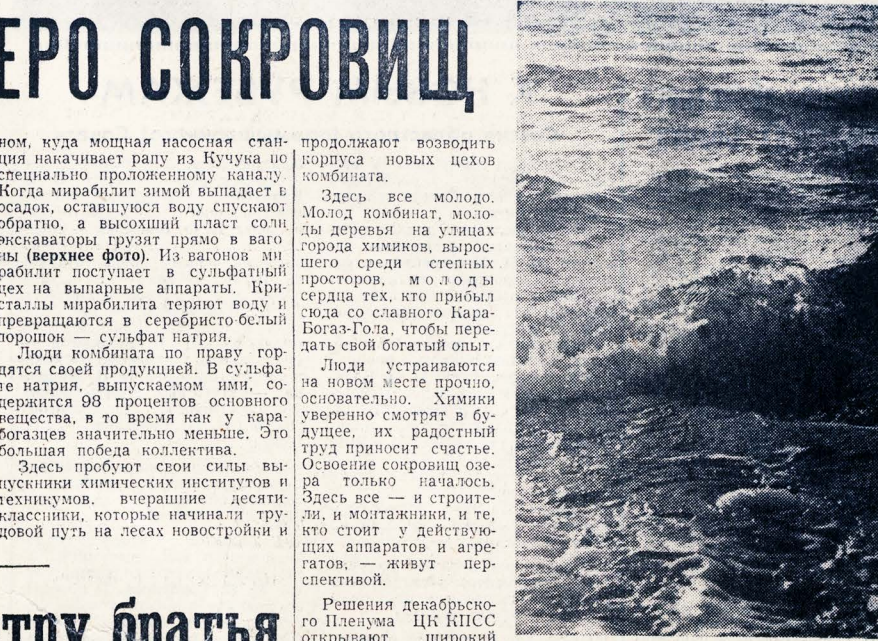 ЕРО СОКРОВИЩ
ном, куда мощная насосная стан-
ция накачивает рапу из Кучука по
специально проложенному каналу.
Когда мирабилит зимой выпадает в
осадок, оставшуюся воду спускают
обратно, а высохший пласт соли
экскаваторы грузят прямо в ваго
ны (верхнее фото). Из вагонов ми
рабилит поступает в сульфатный
цех на выпарные аппараты. Кри-
сталлы мирабилита теряют воду и
превращаются в серебристо-белый
порошок — сульфат натрия.
Люди комбината по праву гор-
дятся своей продукцией. В сульфа-
те натрия, выпускаемом ими, со-
держится 98 процентов основного
вещества, в то время как у кара-
богазцев значительно меньше. Это
большая победа коллектива.
Здесь пробуют свои силы вы-
пускники химических институтов и
техникумов, вчерашние десяти-
классники, которые начинали тру-
довой путь на лесах новостройки и
продолжают возводить
корпуса новых цехов
комбината.
Здесь все молодо.
Молод комбинат, моло-
ды деревья на улицах
города химиков, вырос-
шего среди степных
просторов, молоды
сердца тех, кто прибыл
сюда со славного Кара-
Богаз-Гола, чтобы пере-
дать свой богатый опыт.
Люди устраиваются
на новом месте прочно,
основательно. Химики
уверенно смотрят в бу-
дущее, их радостный
труд приносит счастье.
Освоение сокровищ озе-
ра только началось.
Здесь все — и строите-
ли, и монтажники, и те,
кто стоит у действую-
щих аппаратов и агре-
гатов, — живут пер-
спективой.
Решения декабрьско-
го Пленума ЦК КПСС
открывают широкий
тру братья